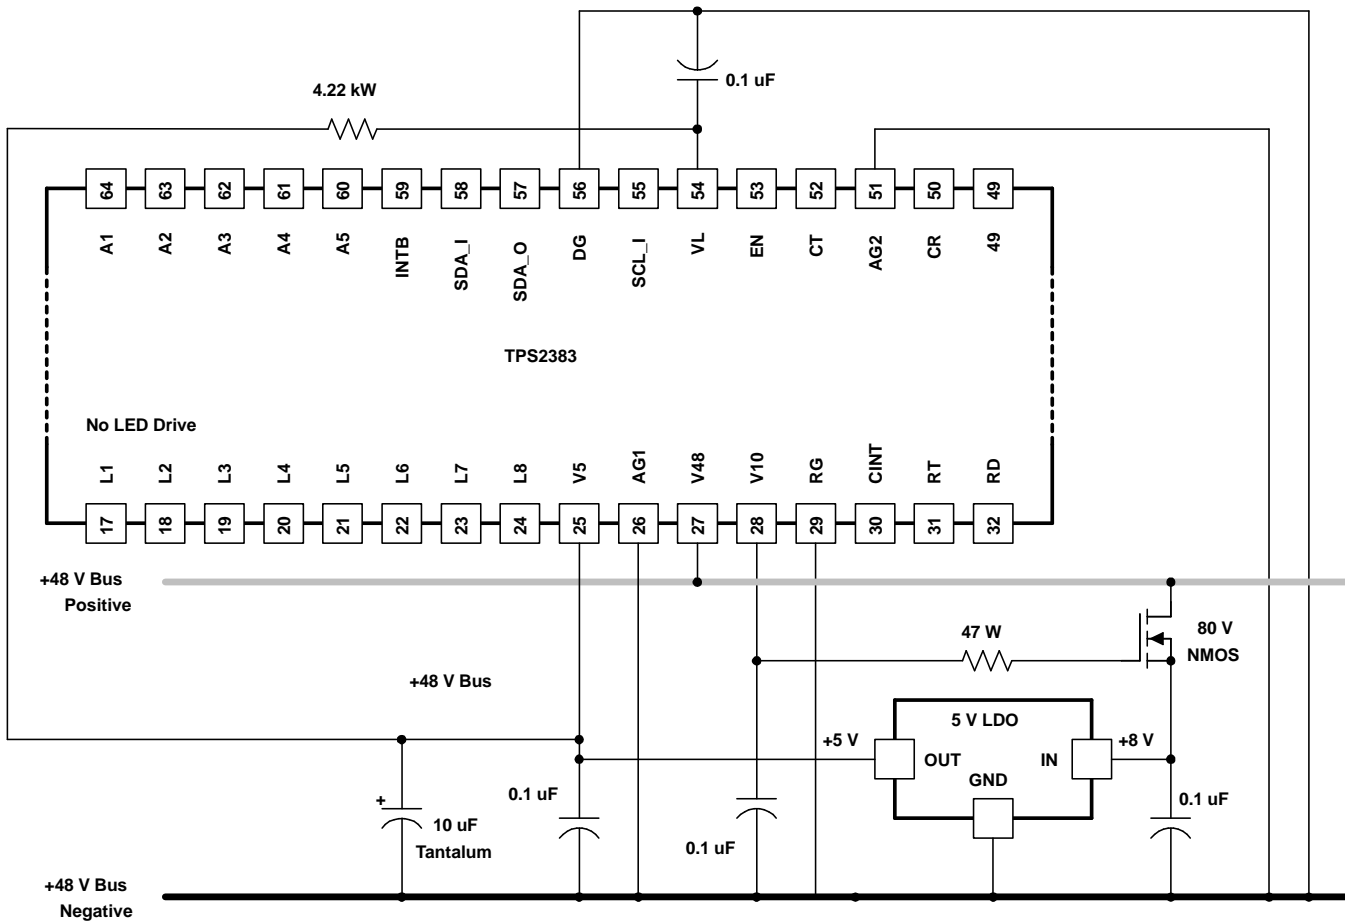 0.1 uF
4.22 kW
64 63 62 61 60 59 58 57 56 55 54 53 52 51 50 49
A1 A2 A3 A4 A5 INTB SDA_I SDA_O DG SCL_I VL EN CT AG2 CR 49
TPS2383
No LED Drive
L1 L2 L3 L4 L5 L6 L7 L8 V5 AG1 V48 V10 RG CINT RT RD
17 18 19 20 21 22 23 24 25 26 27 28 29 30 31 32
+48 V Bus
Positive
47 W
80 V
NMOS
+48 V Bus
5 V LDO
+5 V
OUT
IN
+8 V
GND
0.1 uF
+
10 uF
Tantalum
0.1 uF
0.1 uF
+48 V Bus
Negative